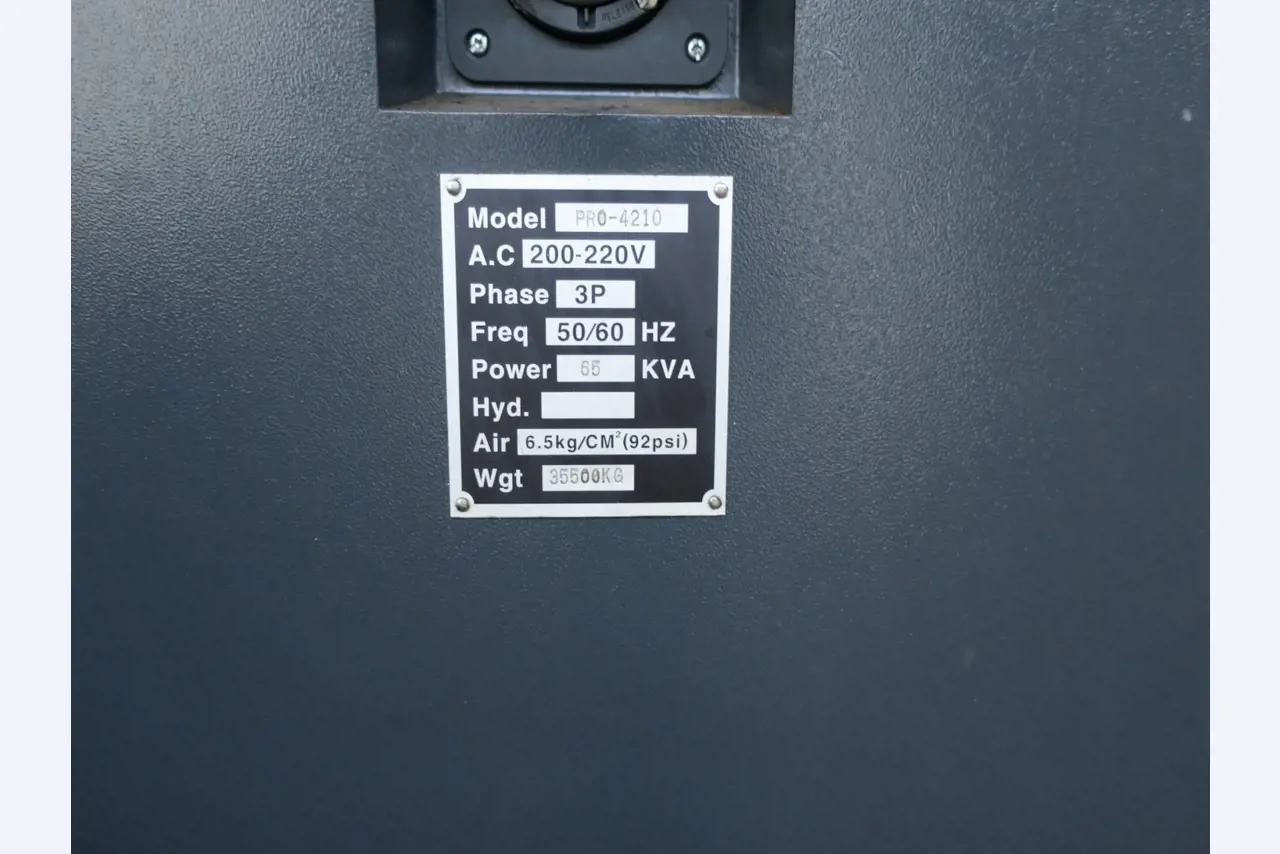 Model PRO-4210
A.C 200-220V
Phase 3P
Freq 50/60 HZ
Power 65 KVA
Hyd.
Air 6.5kg/CM²(92psi)
Wgt 35500KG